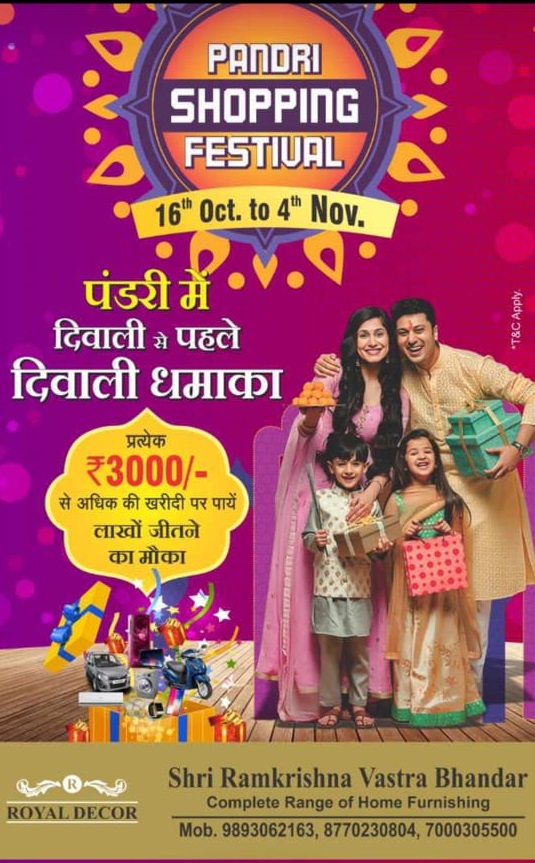 PANDRI
SHOPPING
FESTIVAL
16th Oct. to 4th Nov.
पंडरी में
दिवाली से पहले
दिवाली धमाका
*T&C Apply.
प्रत्येक
₹3000/-
से अधिक की खरीदी पर पायें
लाखों जीतने
का मौका
R
ROYAL DECOR
Shri Ramkrishna Vastra Bhandar
Complete Range of Home Furnishing
Mob. 9893062163, 8770230804, 7000305500